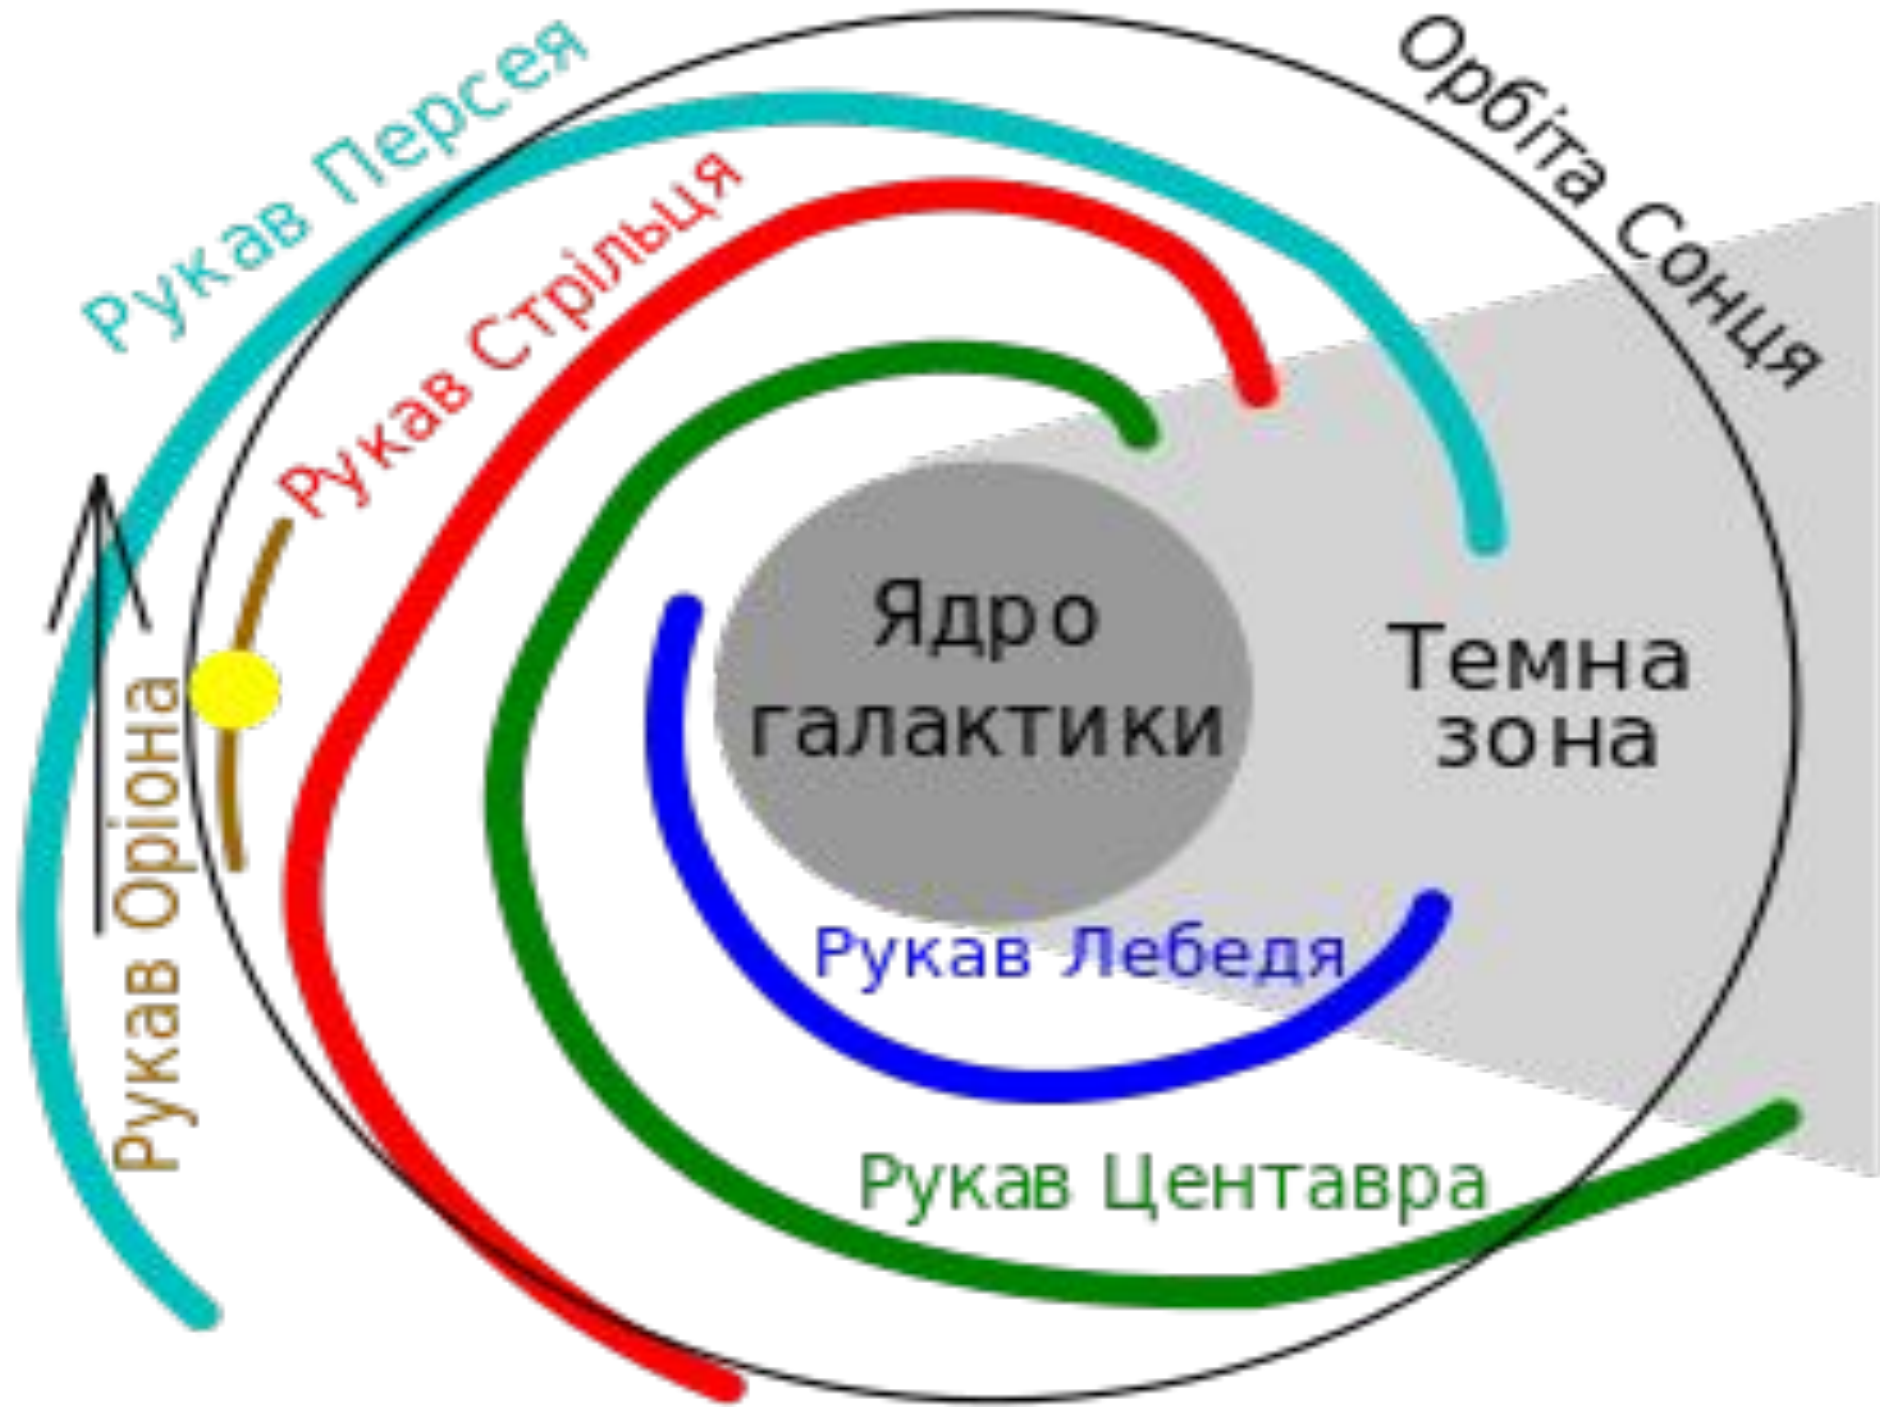 Рукав Персея
Орбіта Сонця
Рукав Стрільця
Рукав Оріона
Ядро
галактики
Темна
зона
Рукав Лебедя
Рукав Центавра